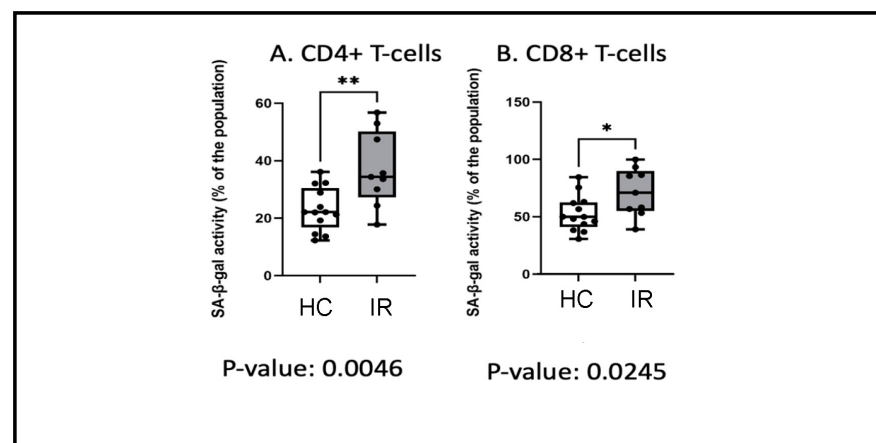 A. CD4+ T-cells
SA-β-gal activity (% of the population)
**
60
40
20
0
HC IR
P-value: 0.0046
B. CD8+ T-cells
SA-β-gal activity (% of the population)
*
150
100
50
0
HC IR
P-value: 0.0245